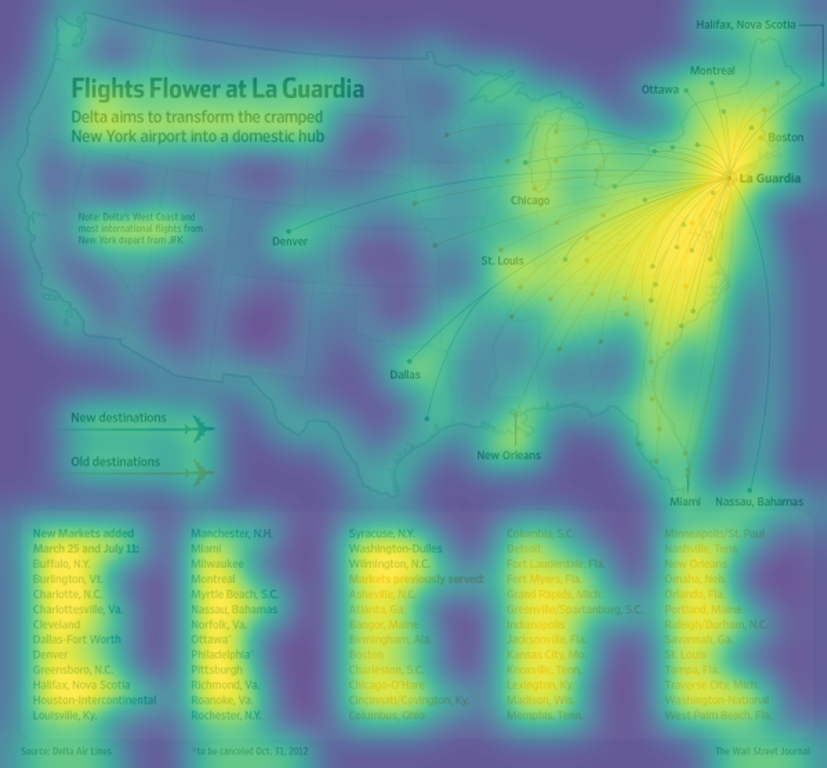 Halifax, Nova Scotia
Montreal
Ottawa
Flights Flower at La Guardia
Delta aims to transform the cramped
New York airport into a domestic hub
Boston
La Guardia
Chicago
Note: Delta's West Coast and
most international flights from
New York depart from JFK
Denver
St. Louis
Dallas
New destinations
New Orleans
Old destinations
Miami
Nassau, Bahamas
New Markets added
March 25 and July 11:
Buffalo, N.Y.
Burlington, Vt.
Charlotte, N.C.
Charlottesville, Va.
Cleveland
Dallas-Fort Worth
Denver
Greensboro, N.C.
Halifax, Nova Scotia
Houston-Intercontinental
Louisville, Ky.
Manchester, N.H.
Miami
Milwaukee
Montreal
Myrtle Beach, S.C.
Nassau, Bahamas
Norfolk, Va.
Ottawa*
Philadelphia*
Pittsburgh
Richmond, Va.
Roanoke, Va.
Rochester, N.Y.
Syracuse, N.Y.
Washington-Dulles
Wilmington, N.C.
Markets previously served:
Asheville, N.C.
Atlanta, Ga.
Bangor, Maine
Birmingham, Ala.
Boston
Charleston, S.C.
Chicago-O'Hare
Cincinnati/Covington, Ky.
Columbus, Ohio
Columbia, S.C.
Detroit
Fort Lauderdale, Fla.
Fort Myers, Fla.
Grand Rapids, Mich.
Greenville/Spartanburg, S.C.
Indianapolis
Jacksonville, Fla.
Kansas City, Mo.
Knoxville, Tenn.
Lexington, Ky.
Madison, Wis.
Memphis, Tenn.
Minneapolis/St. Paul
Nashville, Tenn.
New Orleans
Omaha, Neb.
Orlando, Fla.
Portland, Maine
Raleigh/Durham, N.C.
Savannah, Ga.
St. Louis
Tampa, Fla.
Traverse City, Mich.
Washington-National
West Palm Beach, Fla.
Source: Delta Air Lines
*to be canceled Oct. 31, 2012
The Wall Street Journal